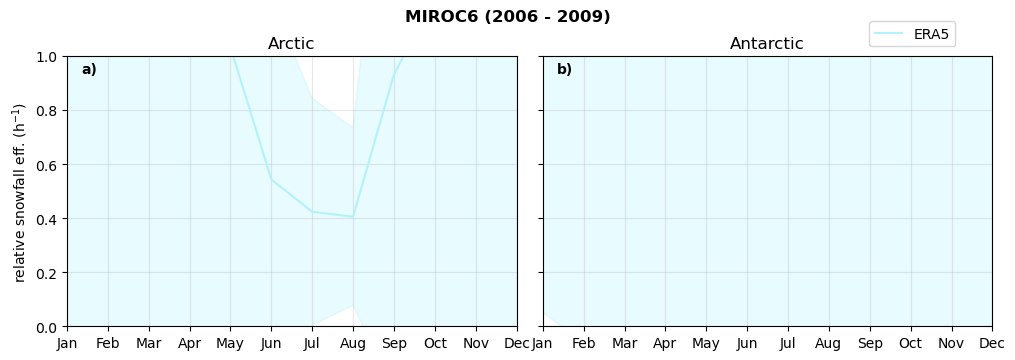 MIROC6 (2006 - 2009)
ERA5
Arctic
Antarctic
a)
b)
relative snowfall eff. (h⁻¹)
1.0
0.8
0.6
0.4
0.2
0.0
Jan Feb Mar Apr May Jun Jul Aug Sep Oct Nov Dec
Jan Feb Mar Apr May Jun Jul Aug Sep Oct Nov Dec